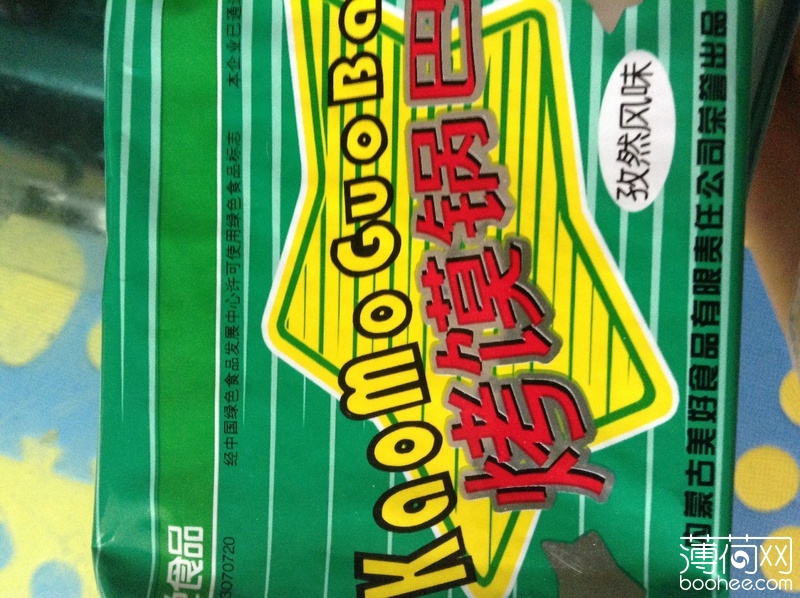 食品
3070720
经中国绿色食品发展中心许可使用绿色食品标志
本企业已通
KaoMo GuoBa
烤馍锅巴
孜然风味
内蒙古美好食品有限责任公司荣誉出品
薄荷网
boohee.com